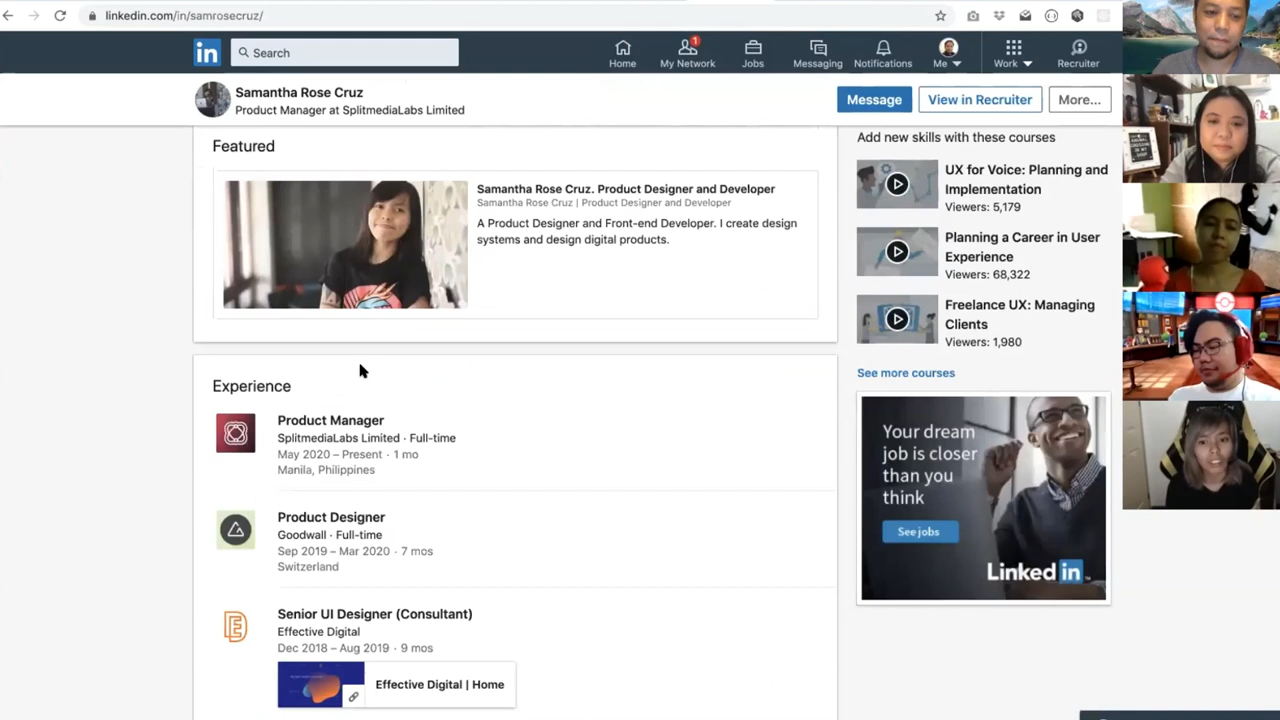 linkedin.com/in/samrosecruz/
in
Search
Home
1
My Network
Jobs
Messaging
Notifications
Me
Work
Recruiter
Samantha Rose Cruz
Product Manager at SplitmediaLabs Limited
Message
View in Recruiter
More...
Featured
Samantha Rose Cruz. Product Designer and Developer
Samantha Rose Cruz | Product Designer and Developer
A Product Designer and Front-end Developer. I create design
systems and design digital products.
Experience
Product Manager
SplitmediaLabs Limited · Full-time
May 2020 – Present · 1 mo
Manila, Philippines
Product Designer
Goodwall · Full-time
Sep 2019 – Mar 2020 · 7 mos
Switzerland
Senior UI Designer (Consultant)
Effective Digital
Dec 2018 – Aug 2019 · 9 mos
Effective Digital | Home
Add new skills with these courses
UX for Voice: Planning and
Implementation
Viewers: 5,179
Planning a Career in User
Experience
Viewers: 68,322
Freelance UX: Managing
Clients
Viewers: 1,980
See more courses
Your dream
job is closer
than you
think
See jobs
Linked in